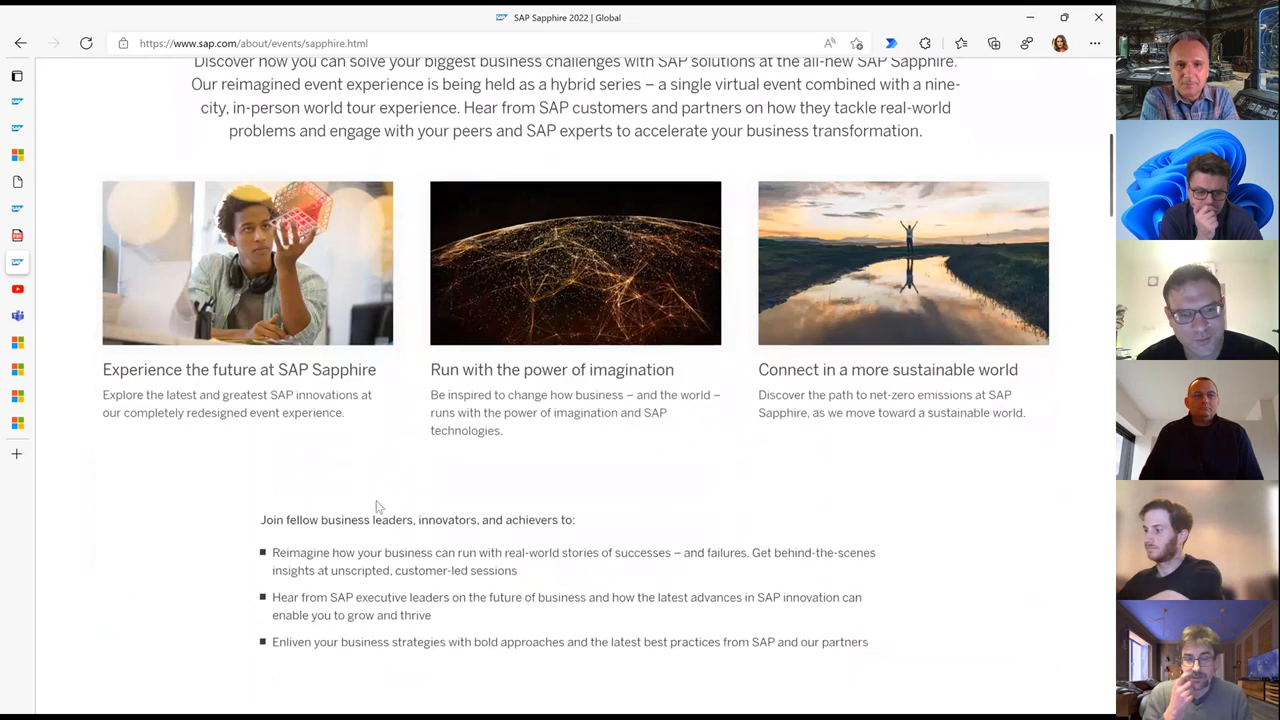 SAP Sapphire 2022 | Global
https://www.sap.com/about/events/sapphire.html
Discover how you can solve your biggest business challenges with SAP solutions at the all-new SAP Sapphire.
Our reimagined event experience is being held as a hybrid series – a single virtual event combined with a nine-
city, in-person world tour experience. Hear from SAP customers and partners on how they tackle real-world
problems and engage with your peers and SAP experts to accelerate your business transformation.
Experience the future at SAP Sapphire
Explore the latest and greatest SAP innovations at
our completely redesigned event experience.
Run with the power of imagination
Be inspired to change how business – and the world –
runs with the power of imagination and SAP
technologies.
Connect in a more sustainable world
Discover the path to net-zero emissions at SAP
Sapphire, as we move toward a sustainable world.
Join fellow business leaders, innovators, and achievers to:
Reimagine how your business can run with real-world stories of successes – and failures. Get behind-the-scenes
insights at unscripted, customer-led sessions
Hear from SAP executive leaders on the future of business and how the latest advances in SAP innovation can
enable you to grow and thrive
Enliven your business strategies with bold approaches and the latest best practices from SAP and our partners